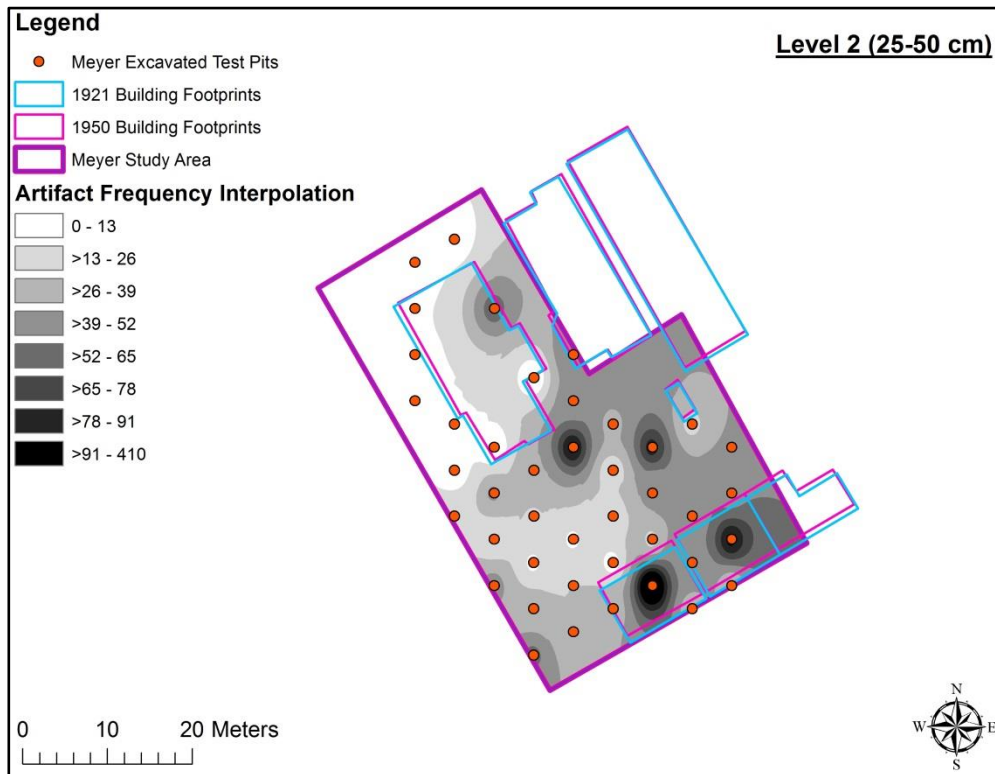 Legend
Meyer Excavated Test Pits
1921 Building Footprints
1950 Building Footprints
Meyer Study Area
Artifact Frequency Interpolation
0 - 13
>13 - 26
>26 - 39
>39 - 52
>52 - 65
>65 - 78
>78 - 91
>91 - 410
Level 2 (25-50 cm)
0 10 20 Meters
N
W E
S